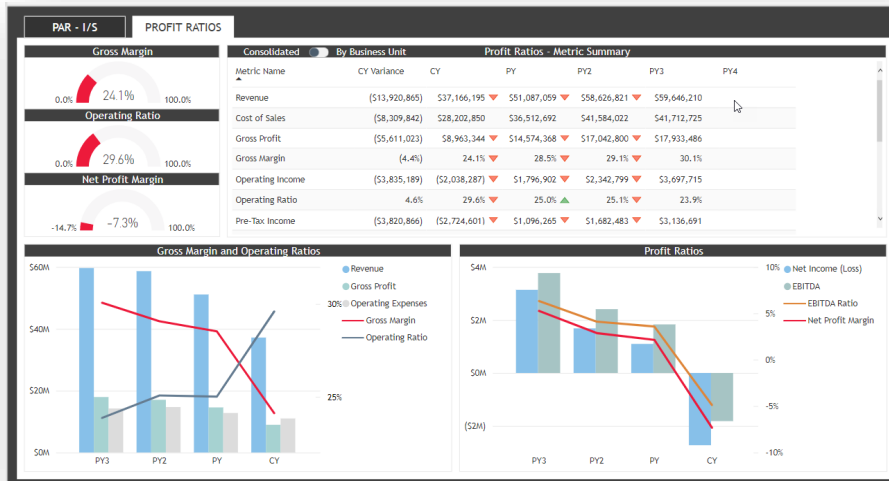 PAR - I/S PROFIT RATIOS
Gross Margin
24.1%
0.0% 100.0%
Operating Ratio
29.6%
0.0% 100.0%
Net Profit Margin
-7.3%
-14.7% 100.0%
Consolidated By Business Unit Profit Ratios - Metric Summary
Metric Name CY Variance CY PY PY2 PY3 PY4
Revenue ($13,920,865) $37,166,195 $51,087,059 $58,626,821 $59,646,210
Cost of Sales ($8,309,842) $28,202,850 $36,512,692 $41,584,022 $41,712,725
Gross Profit ($5,611,023) $8,963,344 $14,574,368 $17,042,800 $17,933,486
Gross Margin (4.4%) 24.1% 28.5% 29.1% 30.1%
Operating Income ($3,835,189) ($2,038,287) $1,796,902 $2,342,799 $3,697,715
Operating Ratio 4.6% 29.6% 25.0% 25.1% 23.9%
Pre-Tax Income ($3,820,866) ($2,724,601) $1,096,265 $1,682,483 $3,136,691
Gross Margin and Operating Ratios
$60M
$40M
$20M
$0M
30%
25%
PY3 PY2 PY CY
Revenue
Gross Profit
Operating Expenses
Gross Margin
Operating Ratio
Profit Ratios
$4M
$2M
$0M
($2M)
10%
5%
0%
-5%
-10%
PY3 PY2 PY CY
Net Income (Loss)
EBITDA
EBITDA Ratio
Net Profit Margin